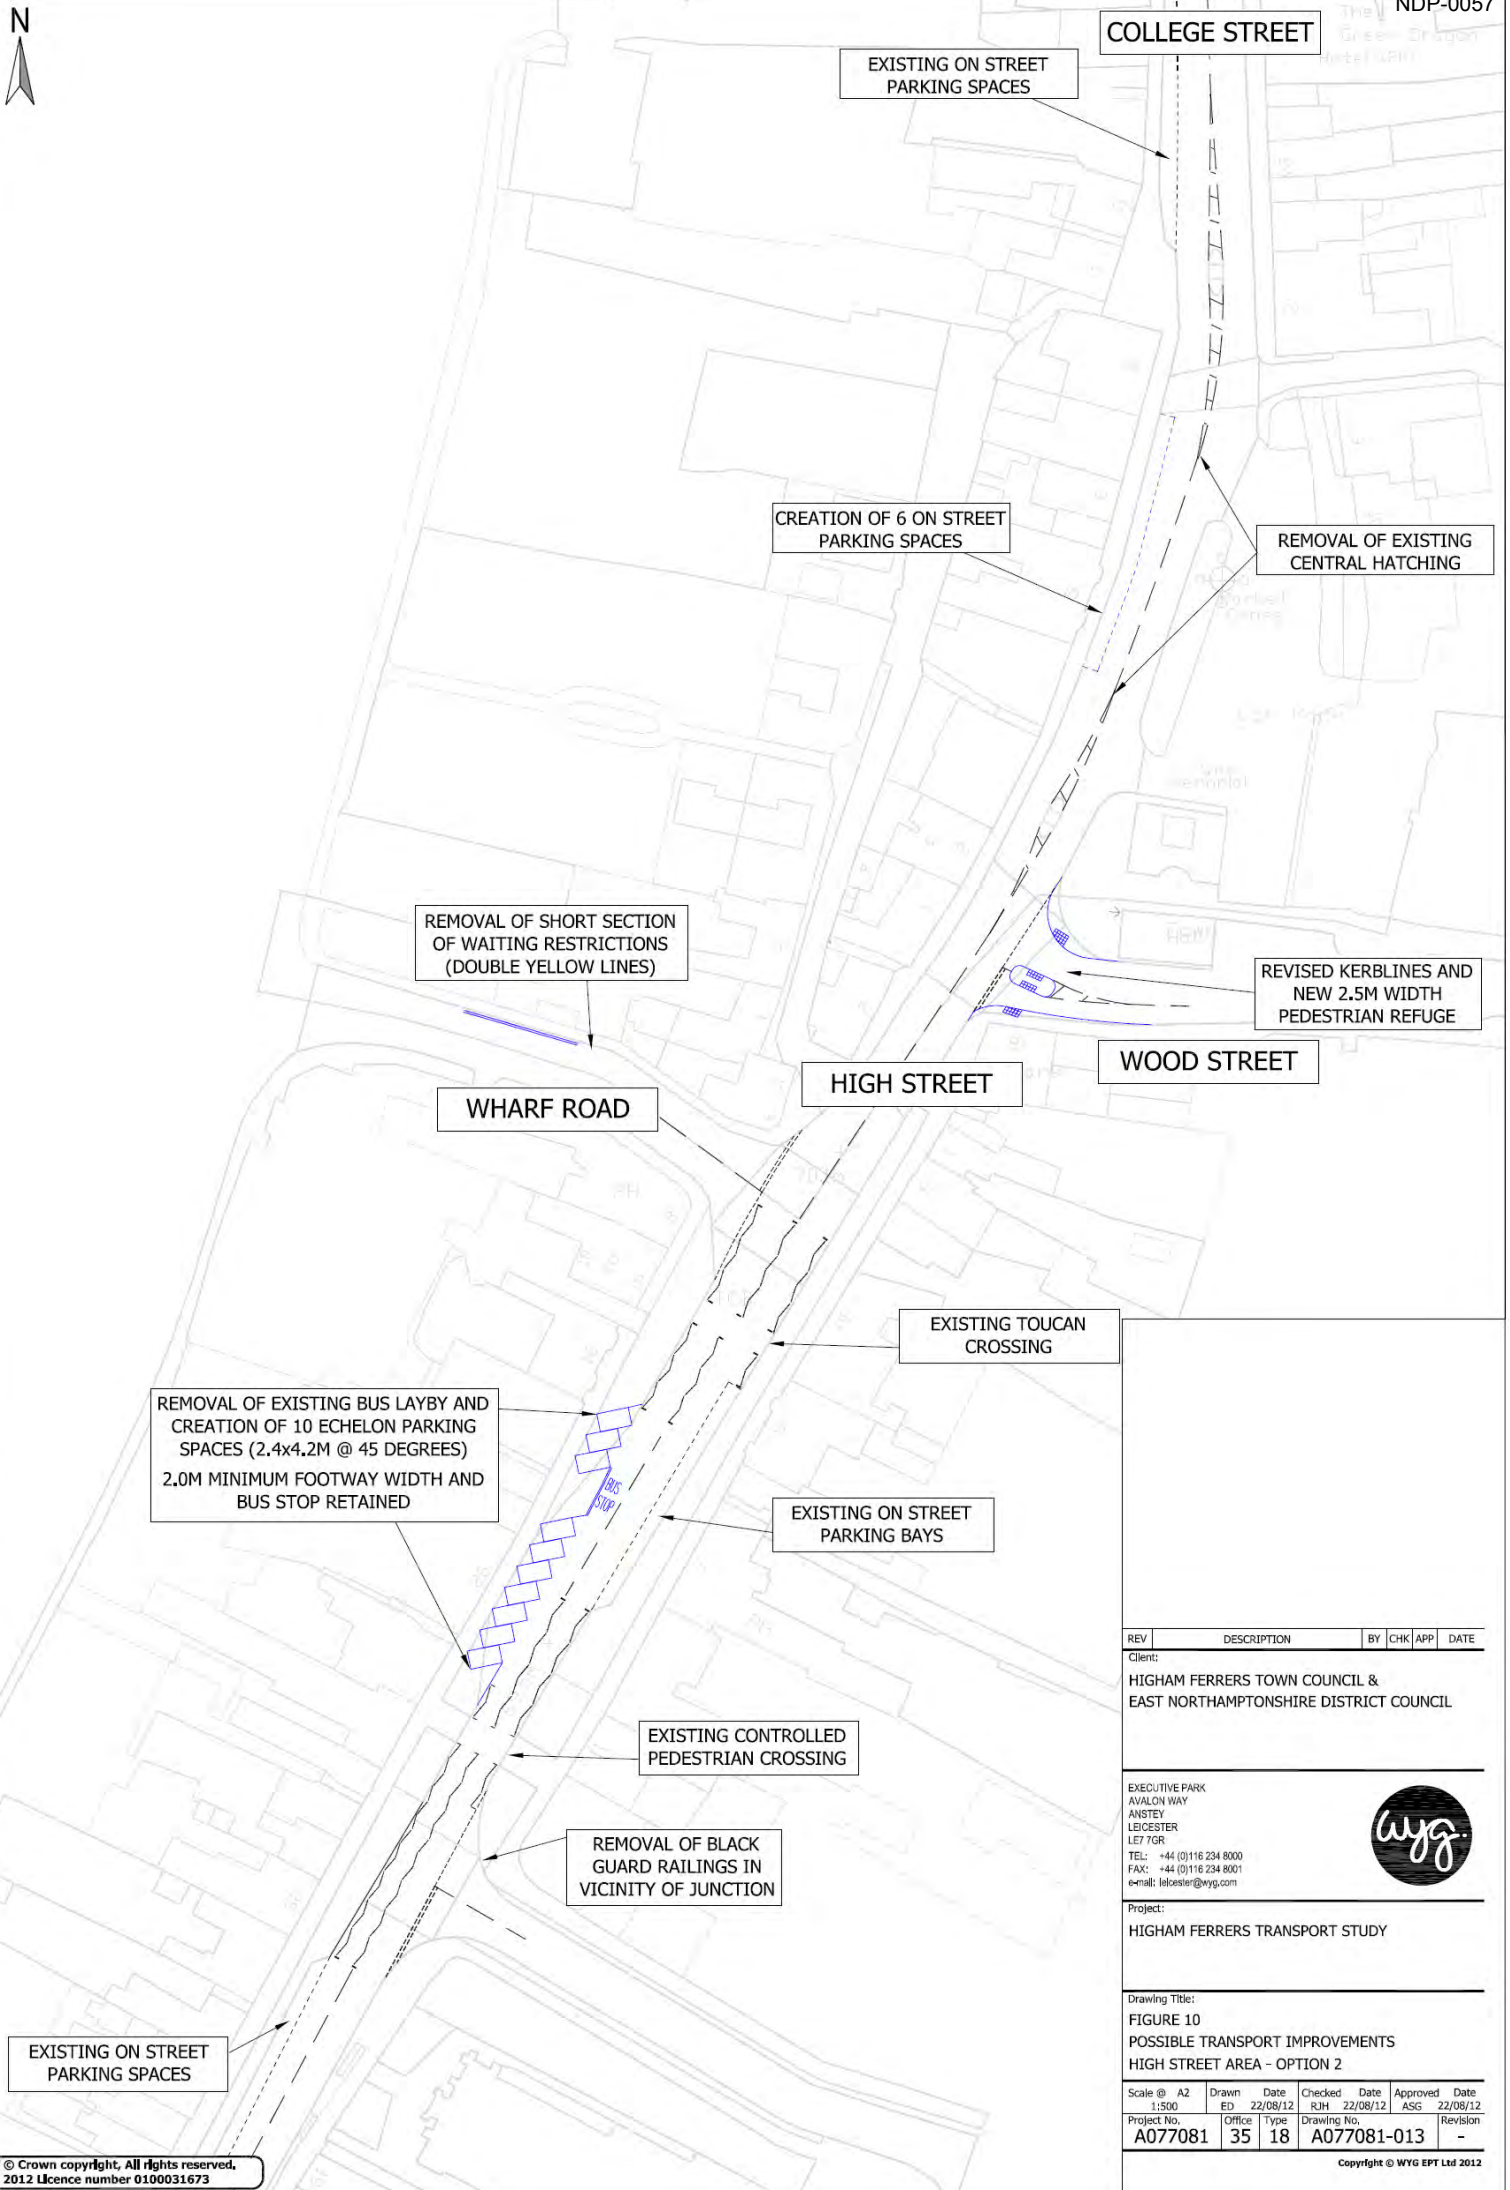 N
NDP-0057
COLLEGE STREET
The
Green Dragon
Hotel (PH)
EXISTING ON STREET
PARKING SPACES
CREATION OF 6 ON STREET
PARKING SPACES
REMOVAL OF EXISTING
CENTRAL HATCHING
War
Memorial
REMOVAL OF SHORT SECTION
OF WAITING RESTRICTIONS
(DOUBLE YELLOW LINES)
REVISED KERBLINES AND
NEW 2.5M WIDTH
PEDESTRIAN REFUGE
WOOD STREET
HIGH STREET
WHARF ROAD
PH
EXISTING TOUCAN
CROSSING
REMOVAL OF EXISTING BUS LAYBY AND
CREATION OF 10 ECHELON PARKING
SPACES (2.4x4.2M @ 45 DEGREES)
2.0M MINIMUM FOOTWAY WIDTH AND
BUS STOP RETAINED
BUS
STOP
EXISTING ON STREET
PARKING BAYS
EXISTING CONTROLLED
PEDESTRIAN CROSSING
REMOVAL OF BLACK
GUARD RAILINGS IN
VICINITY OF JUNCTION
EXISTING ON STREET
PARKING SPACES
© Crown copyright, All rights reserved.
2012 Licence number 0100031673
REV DESCRIPTION BY CHK APP DATE
Client:
HIGHAM FERRERS TOWN COUNCIL &
EAST NORTHAMPTONSHIRE DISTRICT COUNCIL
EXECUTIVE PARK
AVALON WAY
ANSTEY
LEICESTER
LE7 7GR
TEL: +44 (0)116 234 8000
FAX: +44 (0)116 234 8001
e-mail: leicester@wyg.com
wyg.
Project:
HIGHAM FERRERS TRANSPORT STUDY
Drawing Title:
FIGURE 10
POSSIBLE TRANSPORT IMPROVEMENTS
HIGH STREET AREA - OPTION 2
Scale @ A2 Drawn Date Checked Date Approved Date
1:500 ED 22/08/12 RJH 22/08/12 ASG 22/08/12
Project No. Office Type Drawing No. Revision
A077081 35 18 A077081-013 -
Copyright © WYG EPT Ltd 2012